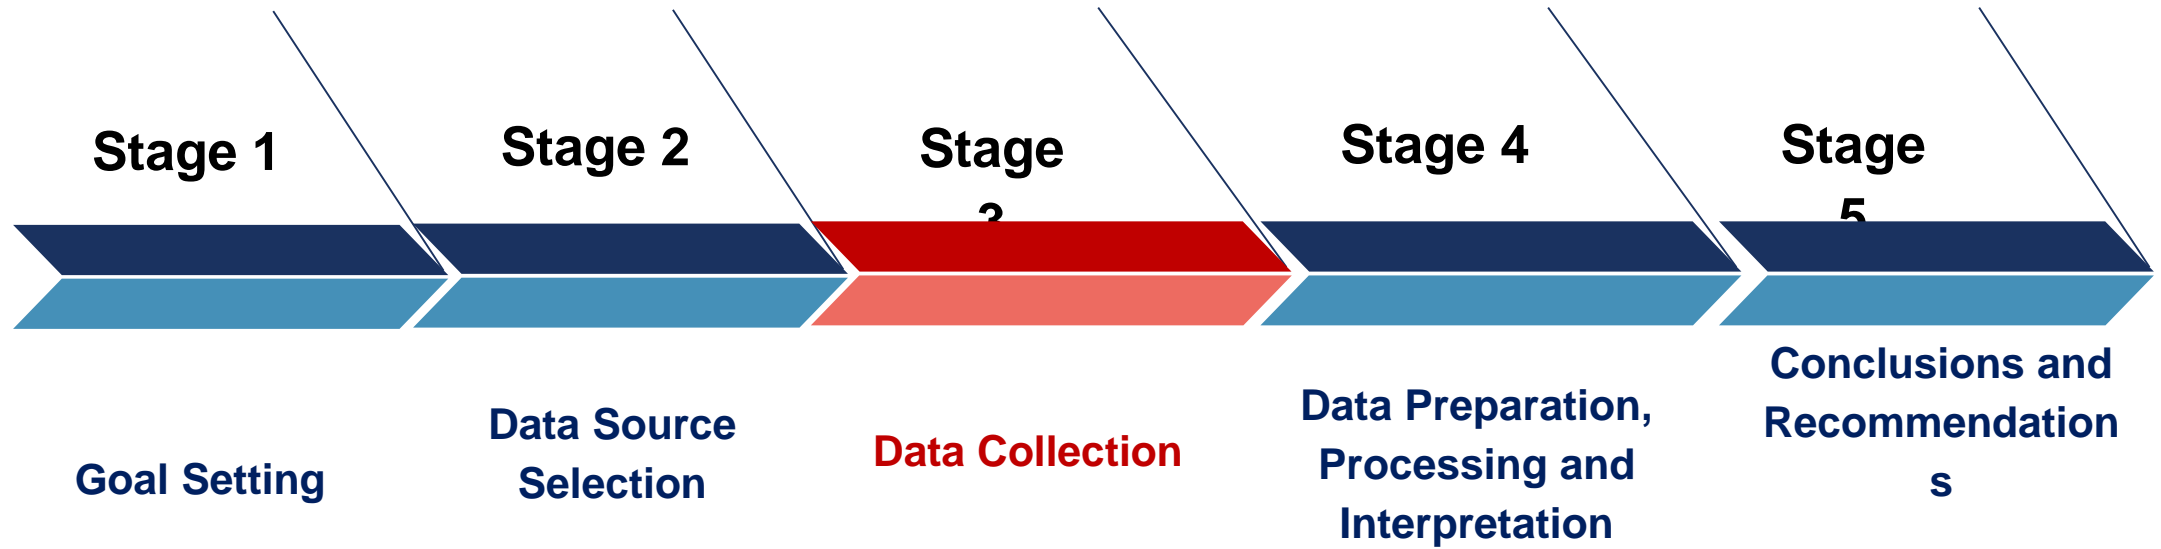 Stage 1
Stage 2
Stage
3
Stage 4
Stage
5
Goal Setting
Data Source
Selection
Data Collection
Data Preparation,
Processing and
Interpretation
Conclusions and
Recommendation
s